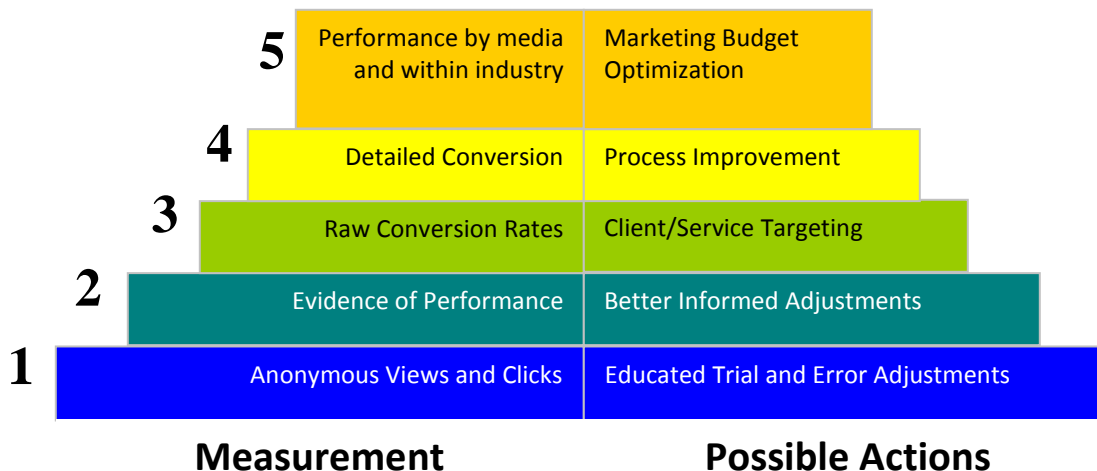 5
Performance by media
and within industry
Marketing Budget
Optimization
4
Detailed Conversion
Process Improvement
3
Raw Conversion Rates
Client/Service Targeting
2
Evidence of Performance
Better Informed Adjustments
1
Anonymous Views and Clicks
Educated Trial and Error Adjustments
Measurement
Possible Actions